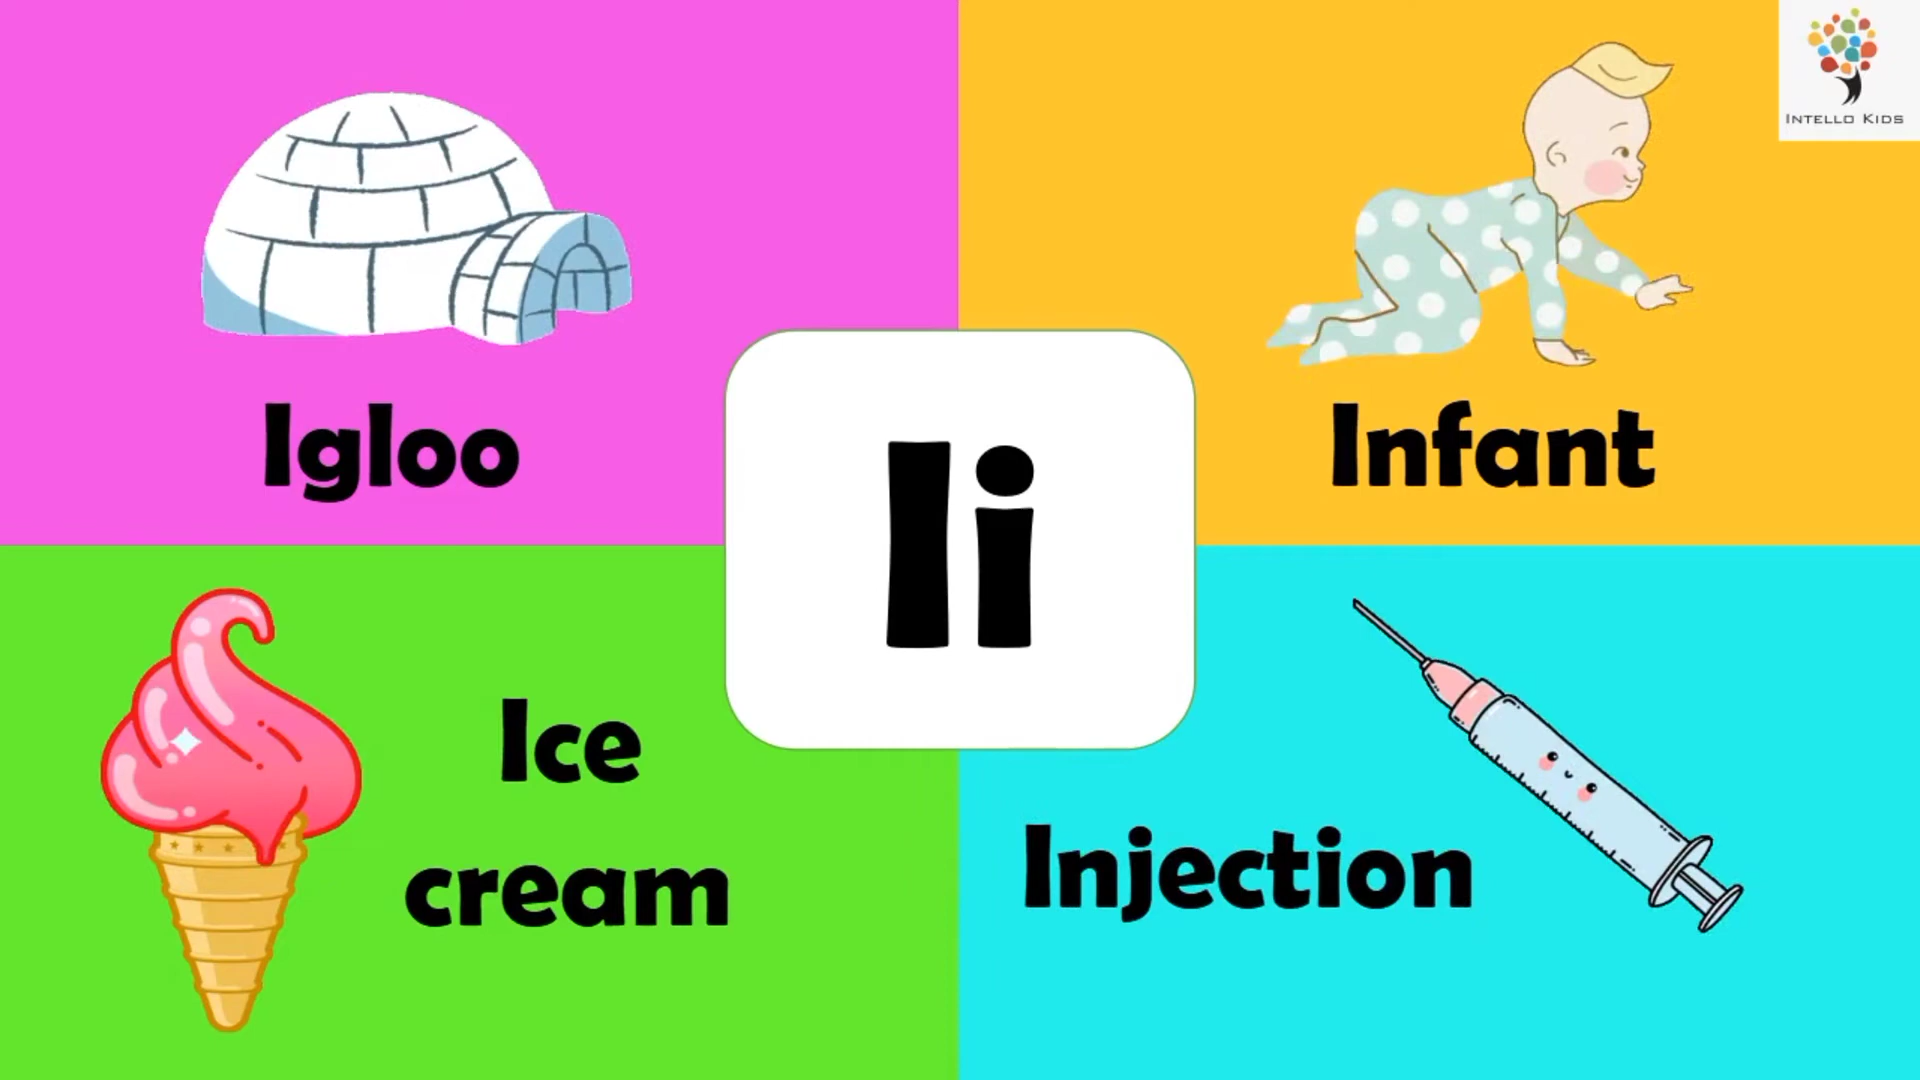 INTELLO KIDS
Igloo
Infant
Ii
Ice
cream
Injection